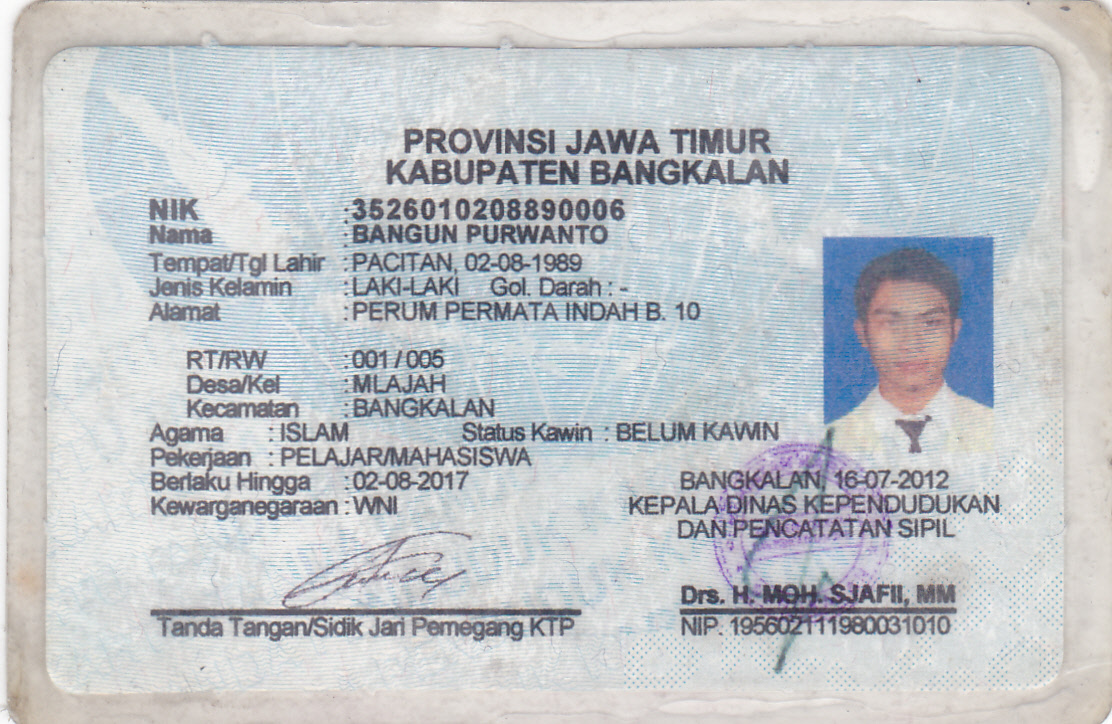 PROVINSI JAWA TIMUR
KABUPATEN BANGKALAN
NIK : 3526010208890006
Nama : BANGUN PURWANTO
Tempat/Tgl Lahir : PACITAN, 02-08-1989
Jenis Kelamin : LAKI-LAKI Gol. Darah : -
Alamat : PERUM PERMATA INDAH B. 10
RT/RW : 001 / 005
Desa/Kel : MLAJAH
Kecamatan : BANGKALAN
Agama : ISLAM Status Kawin : BELUM KAWIN
Pekerjaan : PELAJAR/MAHASISWA
Berlaku Hingga : 02-08-2017
Kewarganegaraan : WNI
BANGKALAN, 16-07-2012
KEPALA DINAS KEPENDUDUKAN
DAN PENCATATAN SIPIL
Drs. H. MOH. SJAFII, MM
NIP. 195602111980031010
Tanda Tangan/Sidik Jari Pemegang KTP